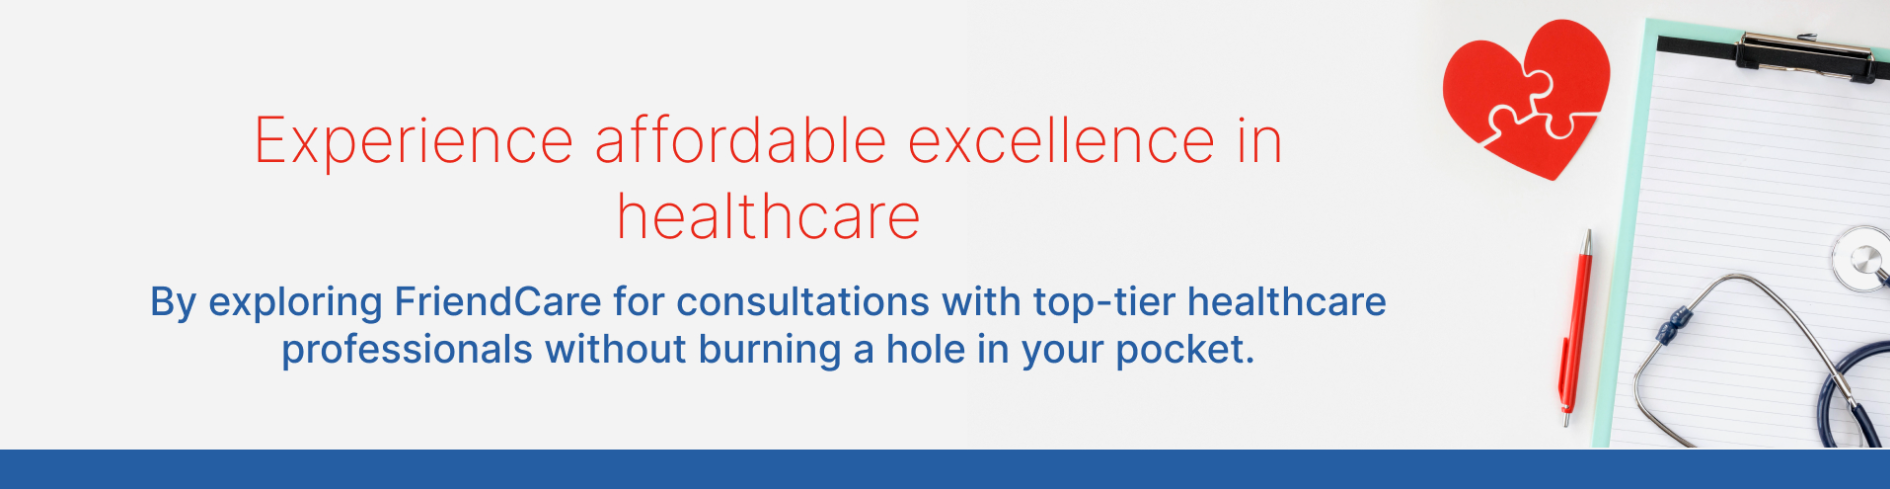 Experience affordable excellence in
healthcare
By exploring FriendCare for consultations with top-tier healthcare
professionals without burning a hole in your pocket.